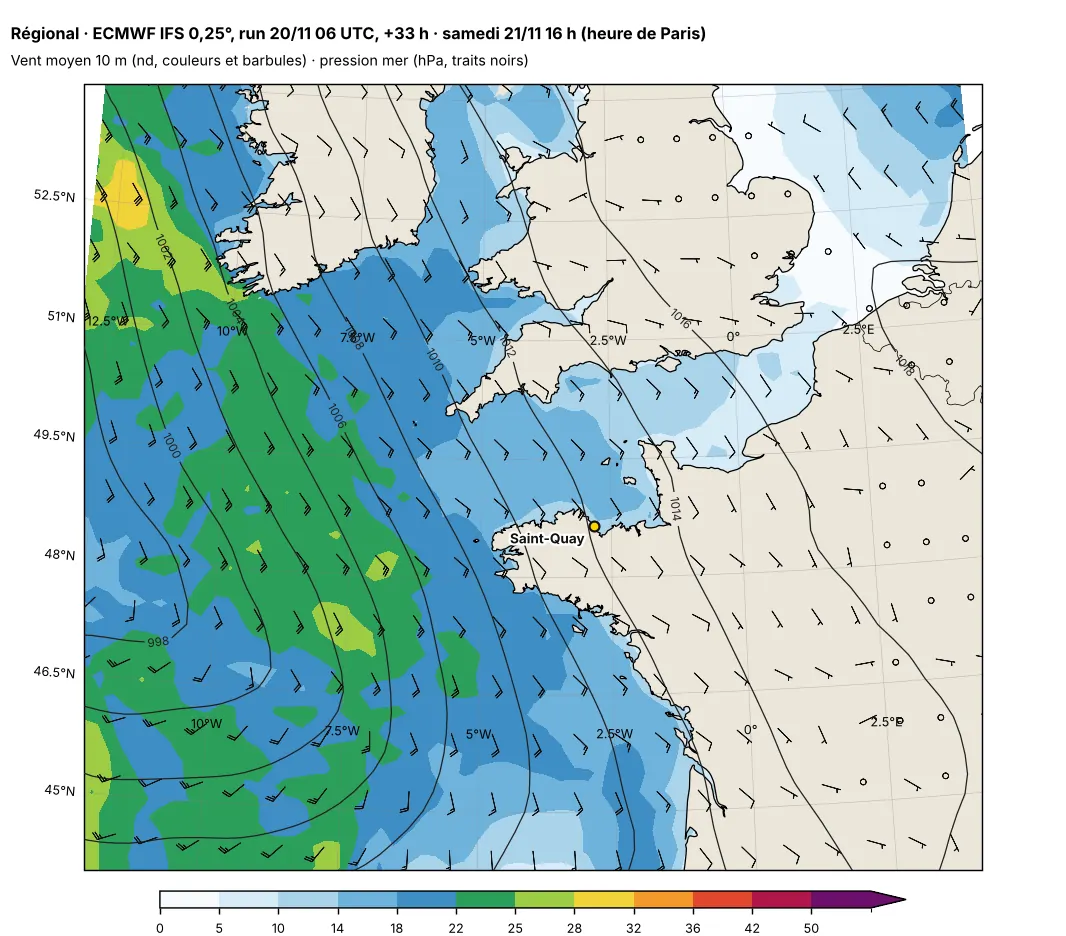 Régional · ECMWF IFS 0,25°, run 20/11 06 UTC, +33 h · samedi 21/11 16 h (heure de Paris)
Vent moyen 10 m (nd, couleurs et barbules) · pression mer (hPa, traits noirs)
52.5°N
1002
51°N
12.5°W
10°W
1004
7.5°W
1008
5°W
1012
2.5°W
1016
0°
2.5°E
1010
1018
1006
49.5°N
1000
1014
Saint-Quay
48°N
998
46.5°N
10°W
7.5°W
5°W
2.5°W
0°
2.5°E
45°N
0 5 10 14 18 22 25 28 32 36 42 50